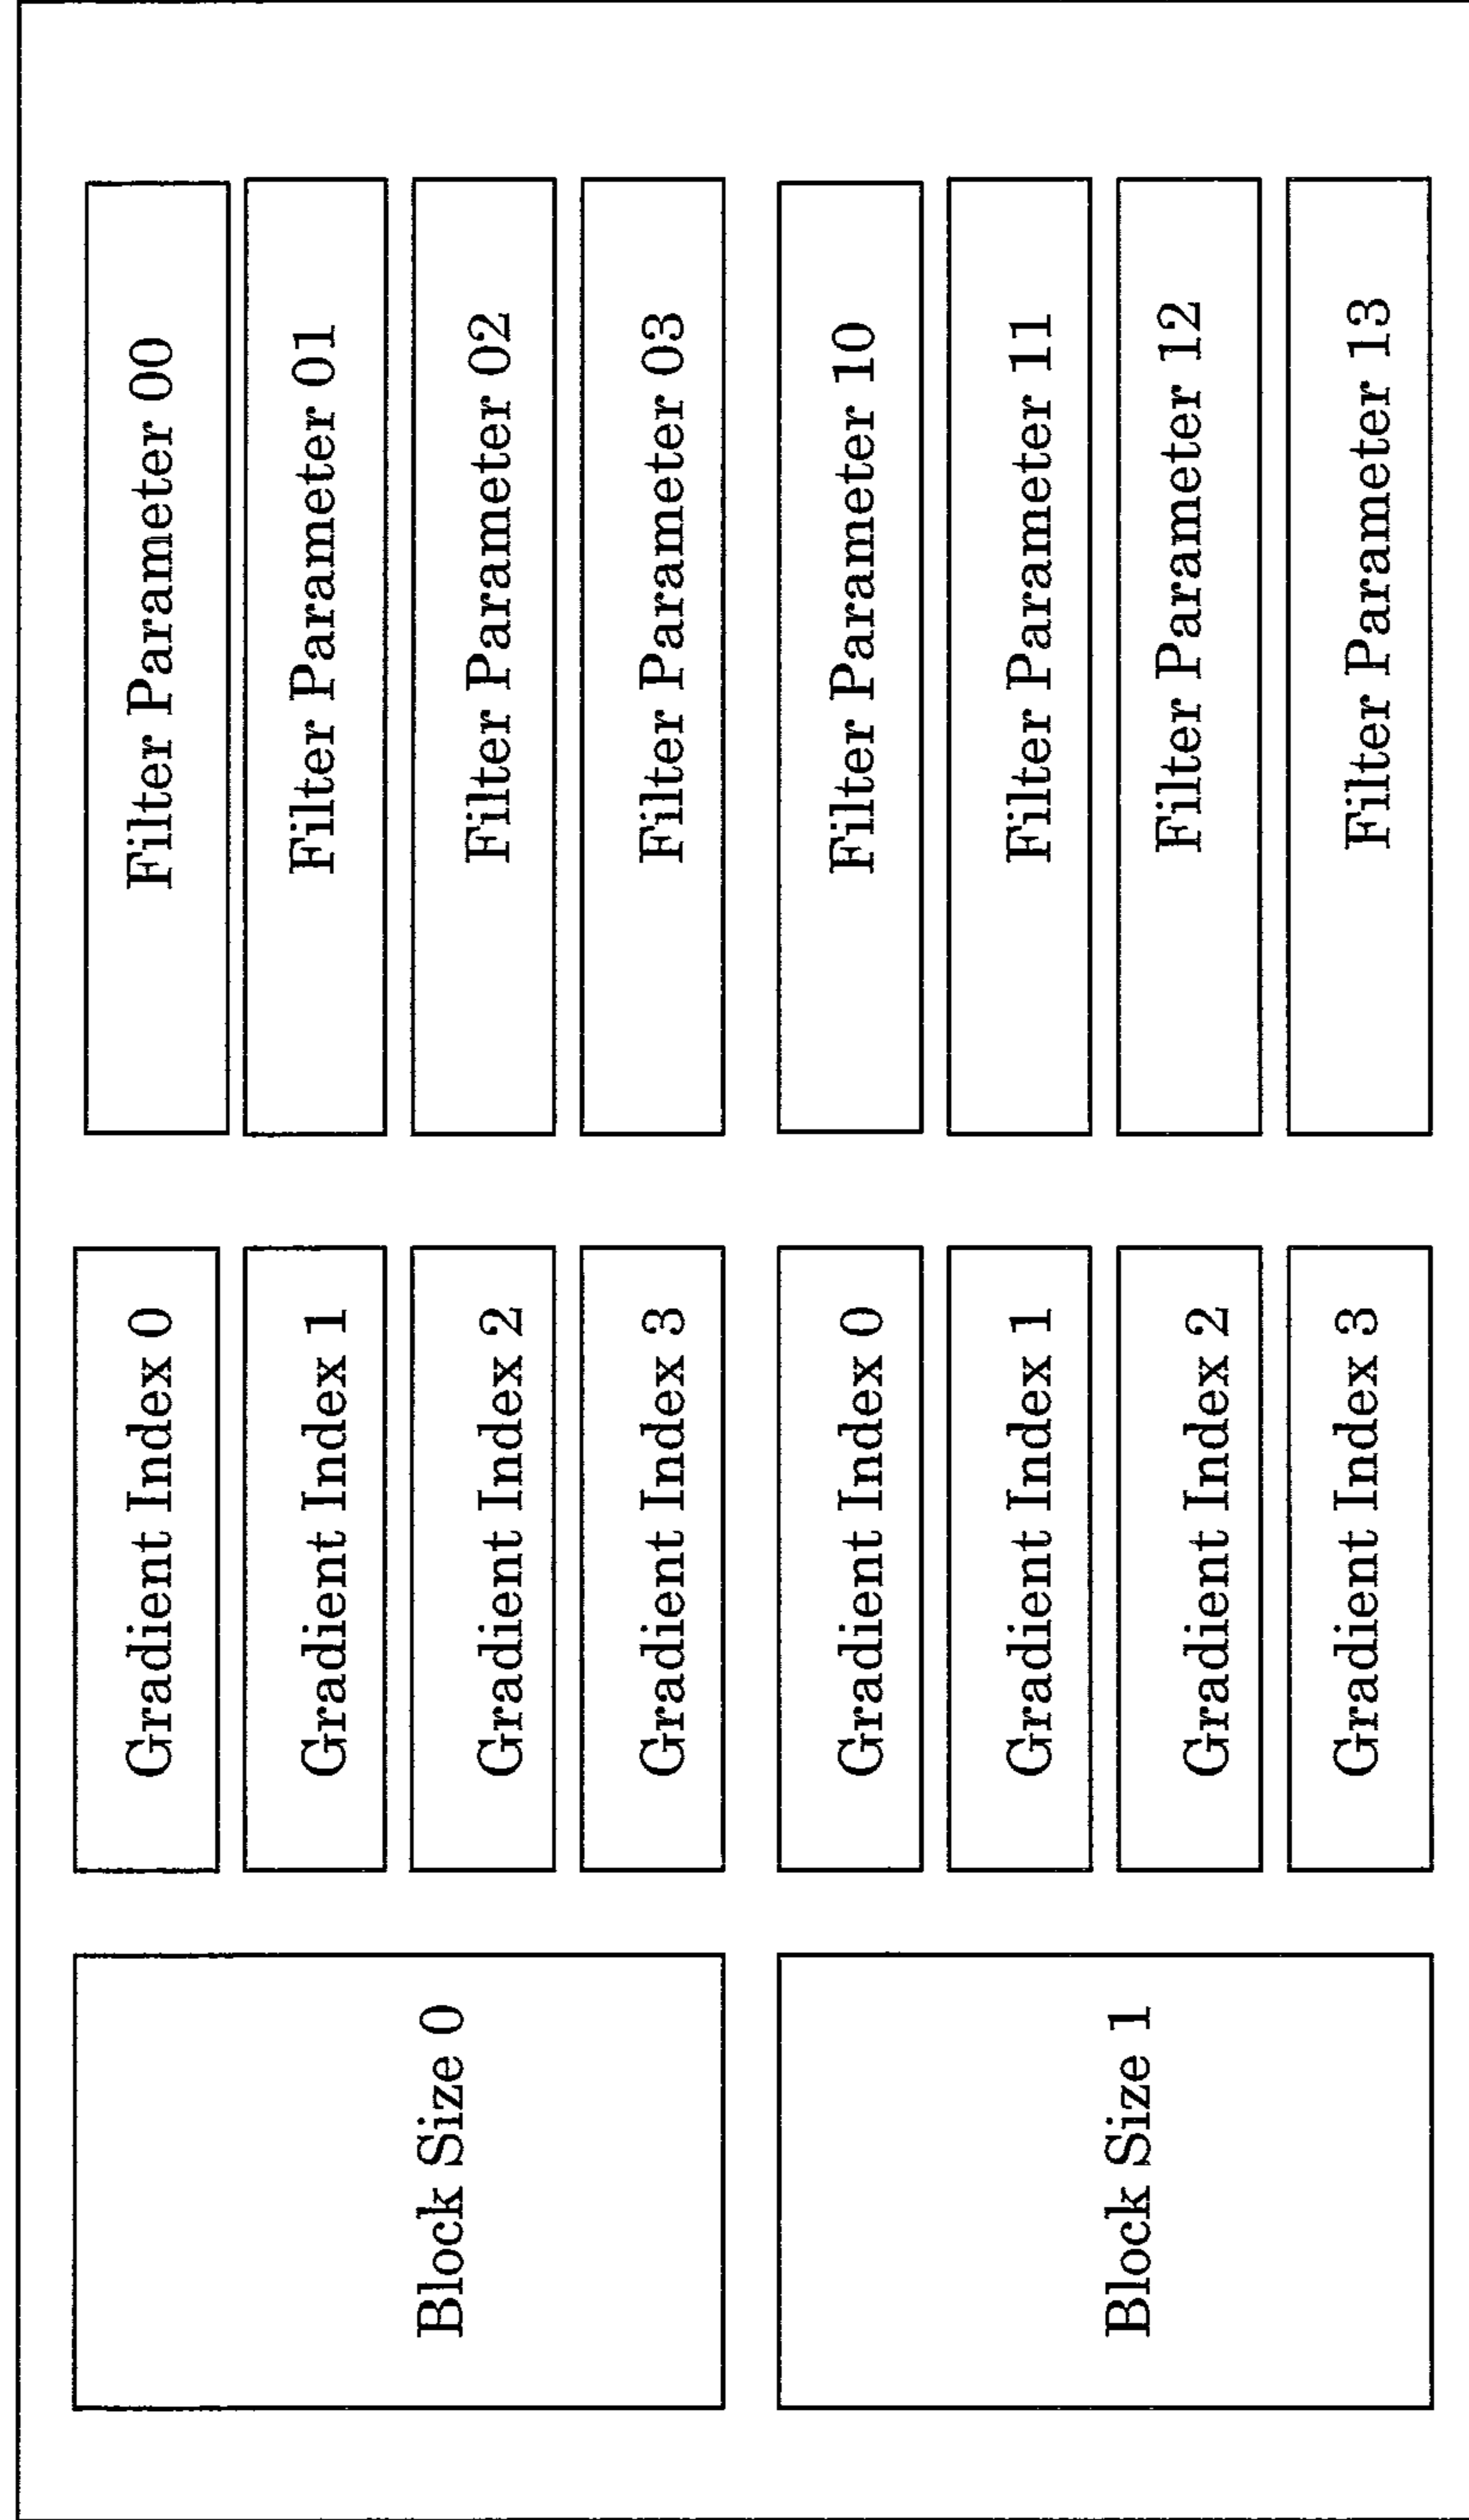 Block Size 0
Gradient Index 0
Filter Parameter 00
Gradient Index 1
Filter Parameter 01
Gradient Index 2
Filter Parameter 02
Gradient Index 3
Filter Parameter 03
Block Size 1
Gradient Index 0
Filter Parameter 10
Gradient Index 1
Filter Parameter 11
Gradient Index 2
Filter Parameter 12
Gradient Index 3
Filter Parameter 13